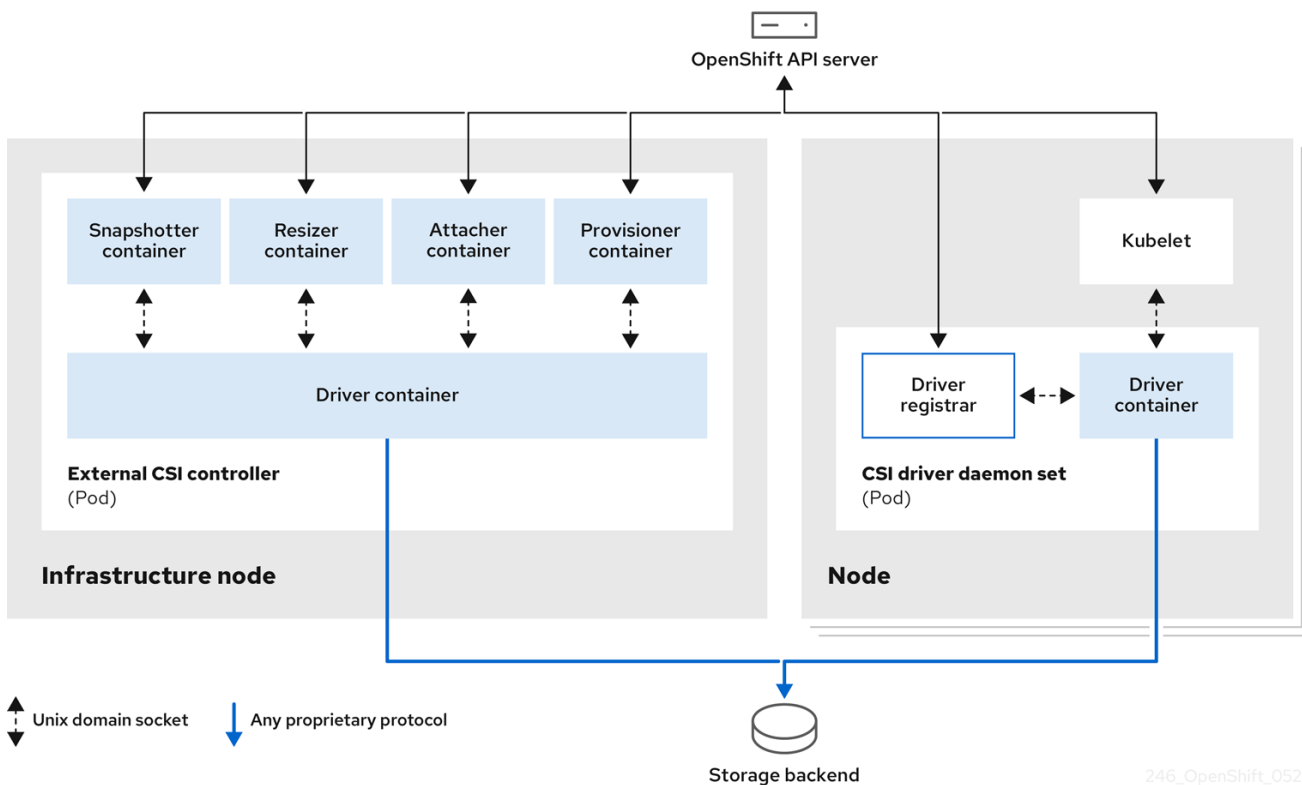 OpenShift API server
Snapshotter
container
Resizer
container
Attacher
container
Provisioner
container
Kubelet
Driver container
Driver
registrar
Driver
container
External CSI controller
(Pod)
CSI driver daemon set
(Pod)
Infrastructure node
Node
Unix domain socket
Any proprietary protocol
Storage backend
246_OpenShift_052